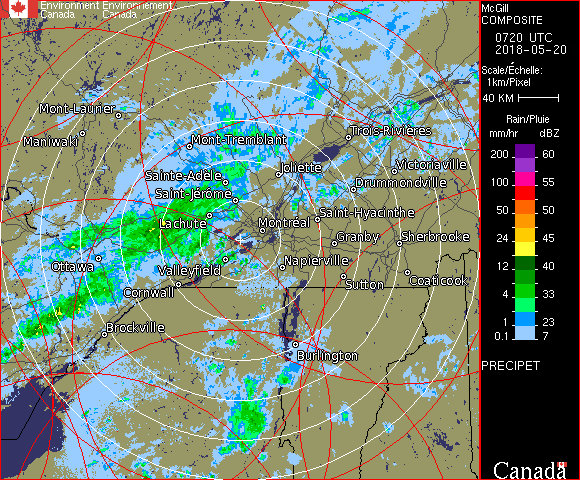 Environment Environnement
Canada Canada
McGill
COMPOSITE
0720 UTC
2018-05-20
Scale/Échelle:
1km/Pixel
40 KM
Rain/Pluie
mm/hr dBZ
200 60
100 55
50 50
24 45
12 40
4 33
1 23
0.1 7
PRECIPET
Mont-Laurier
Maniwaki
Mont-Tremblant
Trois-Rivières
Sainte-Adèle
Joliette
Victoriaville
Saint-Jérôme
Drummondville
Lachute
Montréal
Saint-Hyacinthe
Granby
Sherbrooke
Ottawa
Valleyfield
Napierville
Cornwall
Sutton
Coaticook
Brockville
Burlington
Canada